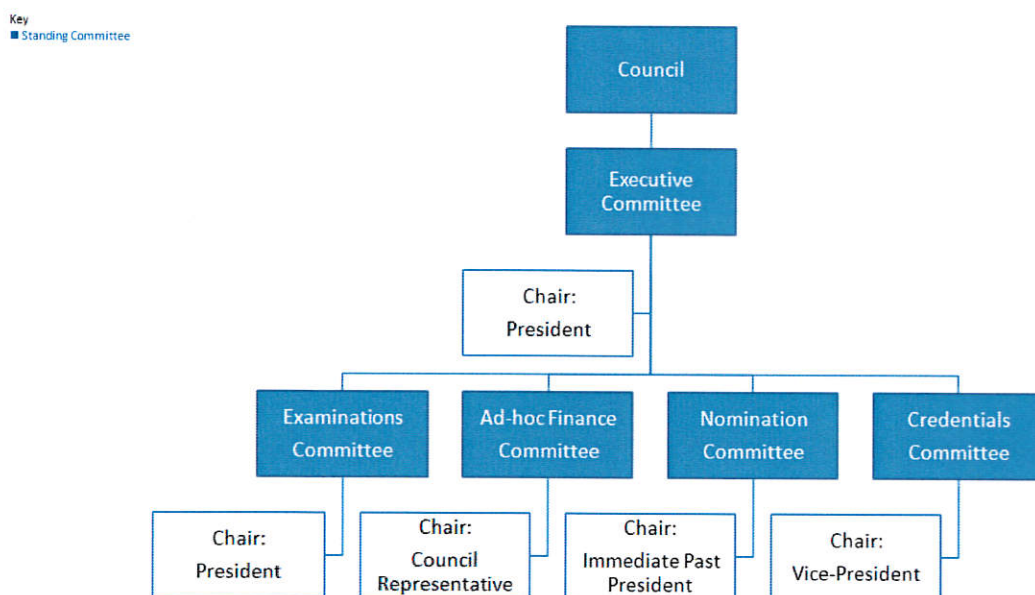 Key
Standing Committee
Council
Executive
Committee
Chair:
President
Examinations
Committee
Ad-hoc Finance
Committee
Nomination
Committee
Credentials
Committee
Chair:
President
Chair:
Council
Representative
Chair:
Immediate Past
President
Chair:
Vice-President